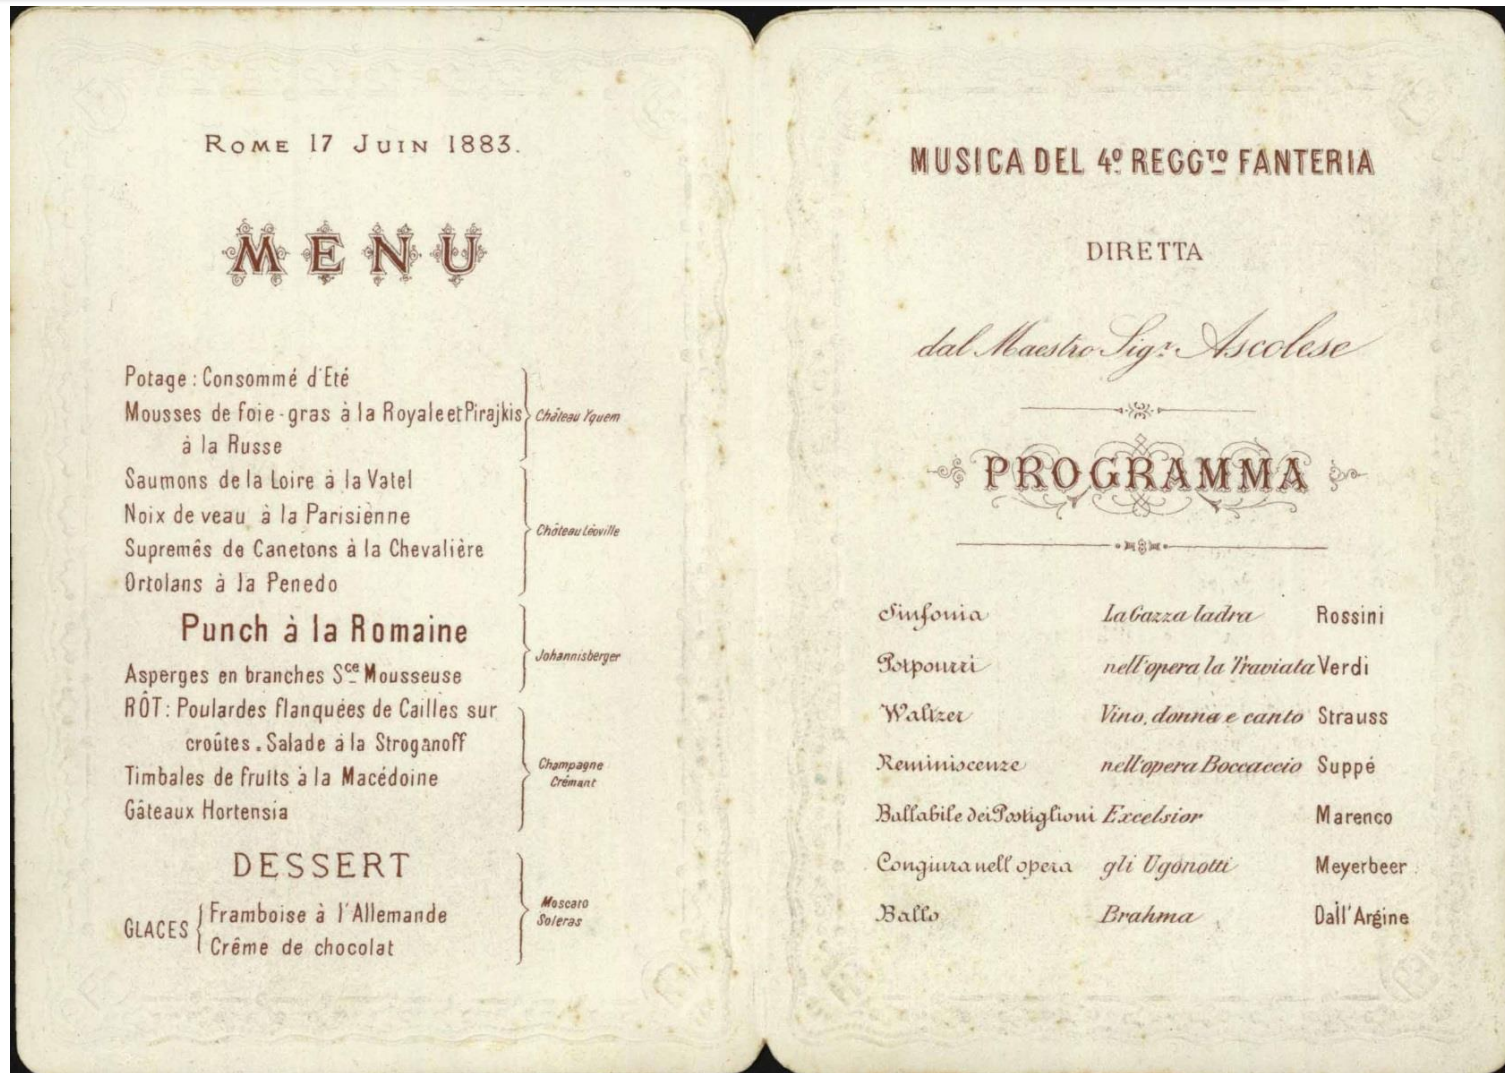 ROME 17 JUIN 1883.
MENU
Potage : Consommé d'Eté
Mousses de foie-gras à la Royale et Pirajkis
à la Russe
Château Yquem
Saumons de la Loire à la Vatel
Noix de veau à la Parisienne
Supremês de Canetons à la Chevalière
Ortolans à la Penedo
Château Léoville
Punch à la Romaine
Asperges en branches Sce Mousseuse
Johannisberger
RÔT : Poulardes flanquées de Cailles sur
croûtes. Salade à la Stroganoff
Timbales de fruits à la Macédoine
Gâteaux Hortensia
Champagne
Crémant
DESSERT
GLACES
Framboise à l'Allemande
Crême de chocolat
Moscato
Soleras
MUSICA DEL 4º REGGTO FANTERIA
DIRETTA
dal Maestro Sigr Ascolese
PROGRAMMA
Sinfonia La Gazza ladra Rossini
Potpourri nell'opera la Traviata Verdi
Waltzer Vino, donna e canto Strauss
Reminiscenze nell'opera Boccaccio Suppé
Ballabile dei Postiglioni Excelsior Marenco
Congiura nell opera gli Ugonotti Meyerbeer
Ballo Brahma Dall'Argine